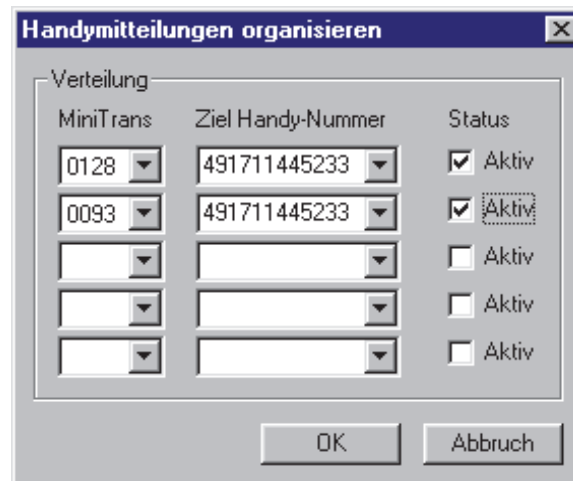 Handymitteilungen organisieren
Verteilung
MiniTrans Ziel Handy-Nummer Status
0128 491711445233 Aktiv
0093 491711445233 Aktiv
Aktiv
Aktiv
Aktiv
OK Abbruch